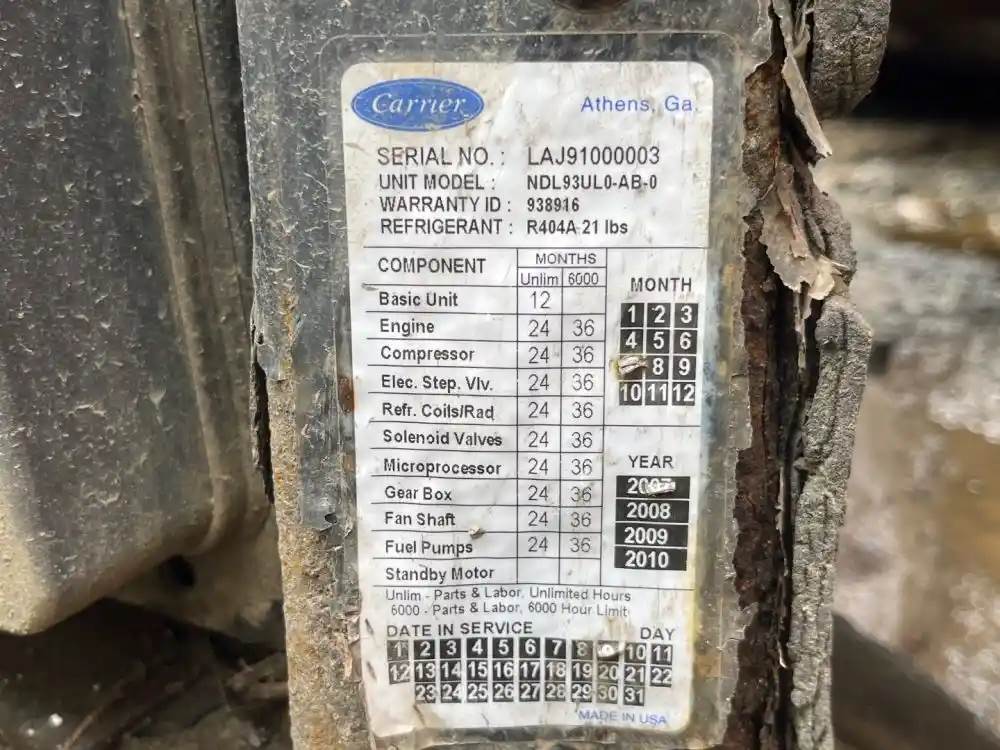 Carrier
Athens, Ga.
SERIAL NO. : LAJ91000003
UNIT MODEL : NDL93UL0-AB-0
WARRANTY ID : 938916
REFRIGERANT : R404A 21 lbs
COMPONENT MONTHS
Unlim 6000
Basic Unit 12
Engine 24 36
Compressor 24 36
Elec. Step. Vlv. 24 36
Refr. Coils/Rad 24 36
Solenoid Valves 24 36
Microprocessor 24 36
Gear Box 24 36
Fan Shaft 24 36
Fuel Pumps 24 36
Standby Motor
MONTH
1 2 3
4 5 6
8 9
10 11 12
YEAR
2007
2008
2009
2010
Unlim - Parts & Labor, Unlimited Hours
6000 - Parts & Labor, 6000 Hour Limit
DATE IN SERVICE DAY
1 2 3 4 5 6 7 8 10 11
12 13 14 15 16 17 18 19 20 21 22
23 24 25 26 27 28 29 30 31
MADE IN USA